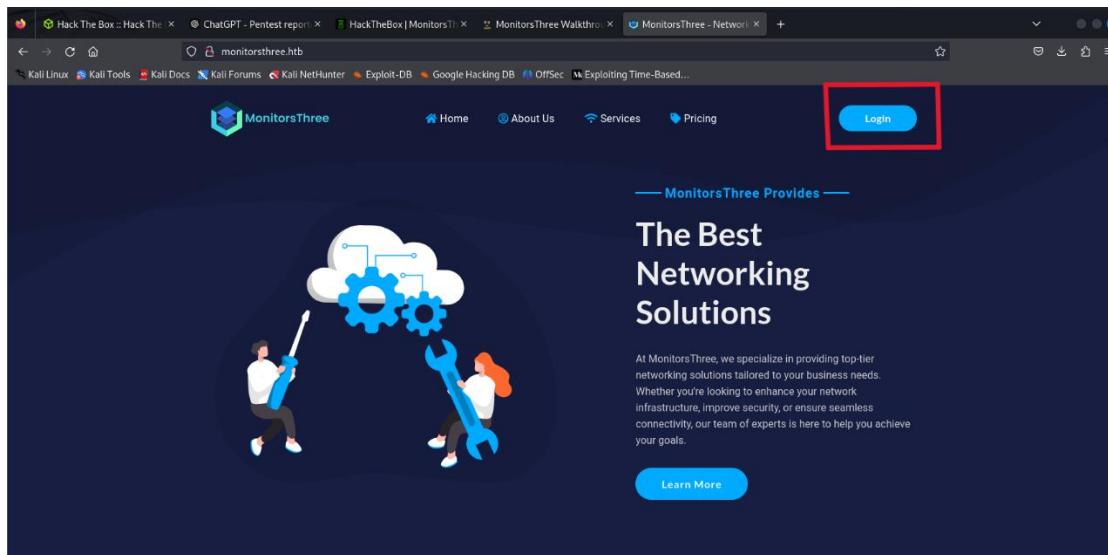 Hack The Box :: Hack The
ChatGPT - Pentest report
HackTheBox | MonitorsTh
MonitorsThree Walkthrou
MonitorsThree - Network
monitorsthree.htb
Kali Linux Kali Tools Kali Docs Kali Forums Kali NetHunter Exploit-DB Google Hacking DB OffSec Exploiting Time-Based...
MonitorsThree Home About Us Services Pricing Login
MonitorsThree Provides
The Best
Networking
Solutions
At MonitorsThree, we specialize in providing top-tier
networking solutions tailored to your business needs.
Whether you're looking to enhance your network
infrastructure, improve security, or ensure seamless
connectivity, our team of experts is here to help you achieve
your goals.
Learn More